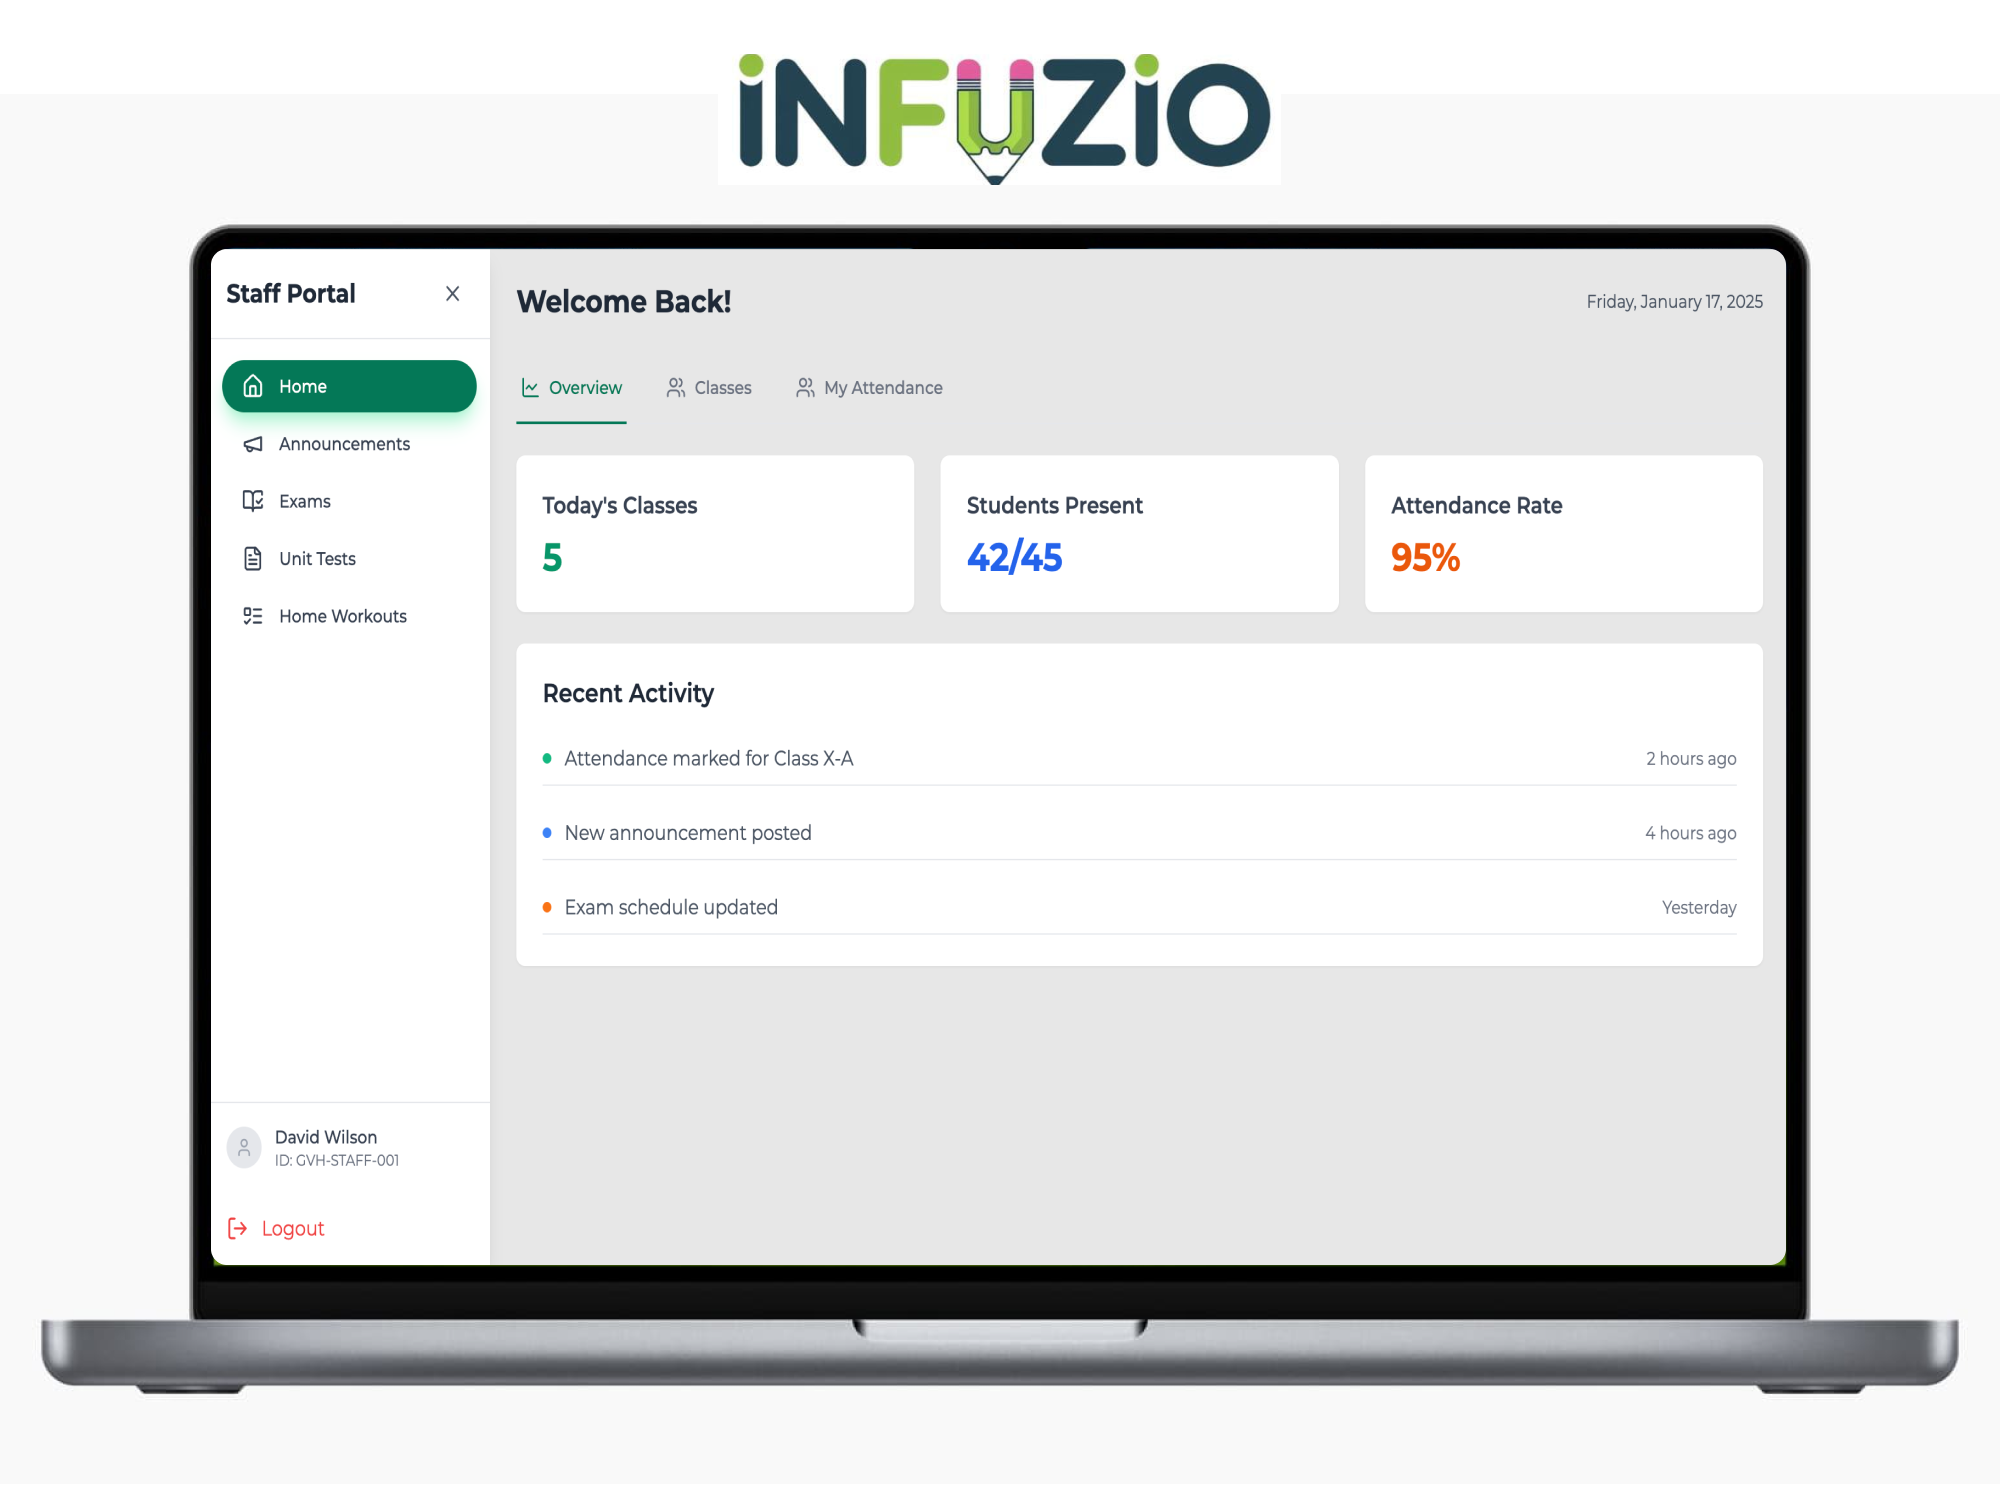 iNFUZiO
Staff Portal
Home
Announcements
Exams
Unit Tests
Home Workouts
David Wilson
ID: GVH-STAFF-001
Logout
Welcome Back!
Friday, January 17, 2025
Overview
Classes
My Attendance
Today's Classes
5
Students Present
42/45
Attendance Rate
95%
Recent Activity
Attendance marked for Class X-A
2 hours ago
New announcement posted
4 hours ago
Exam schedule updated
Yesterday